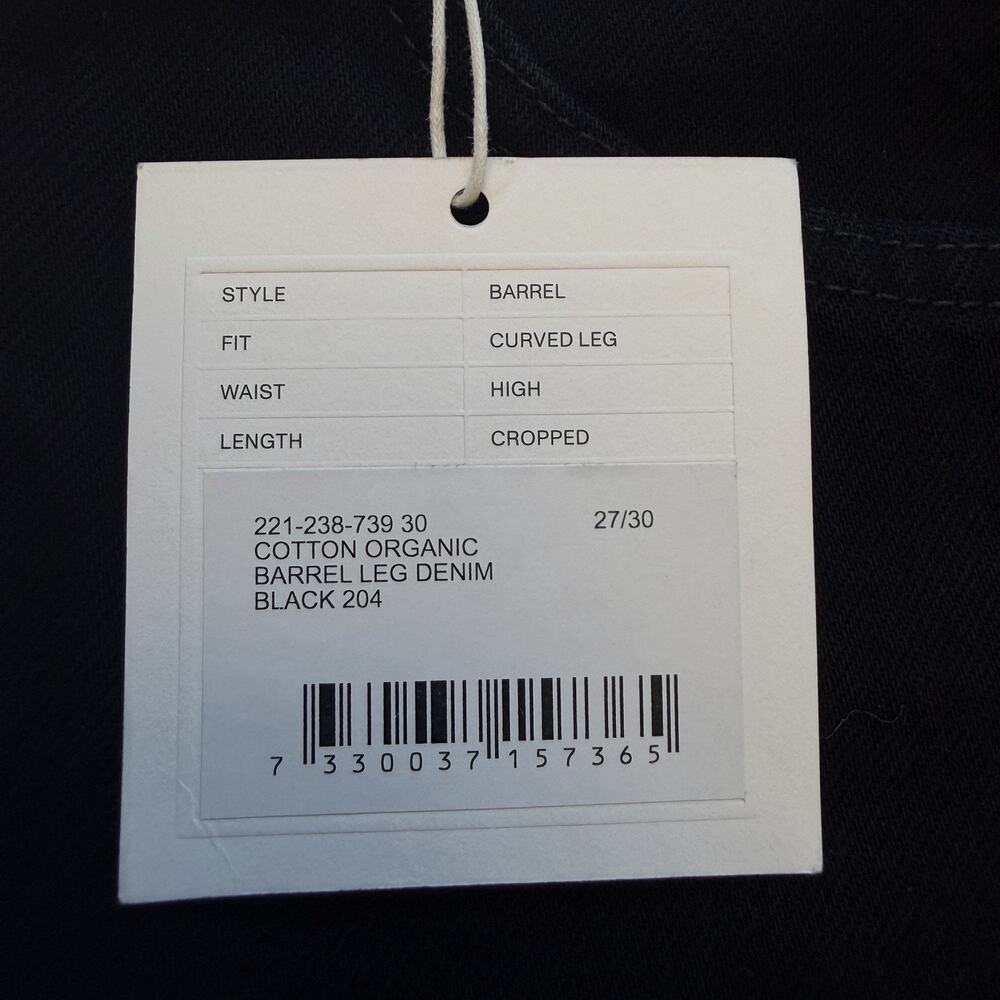 STYLE BARREL
FIT CURVED LEG
WAIST HIGH
LENGTH CROPPED
221-238-739 30 27/30
COTTON ORGANIC
BARREL LEG DENIM
BLACK 204
7 330037 157365